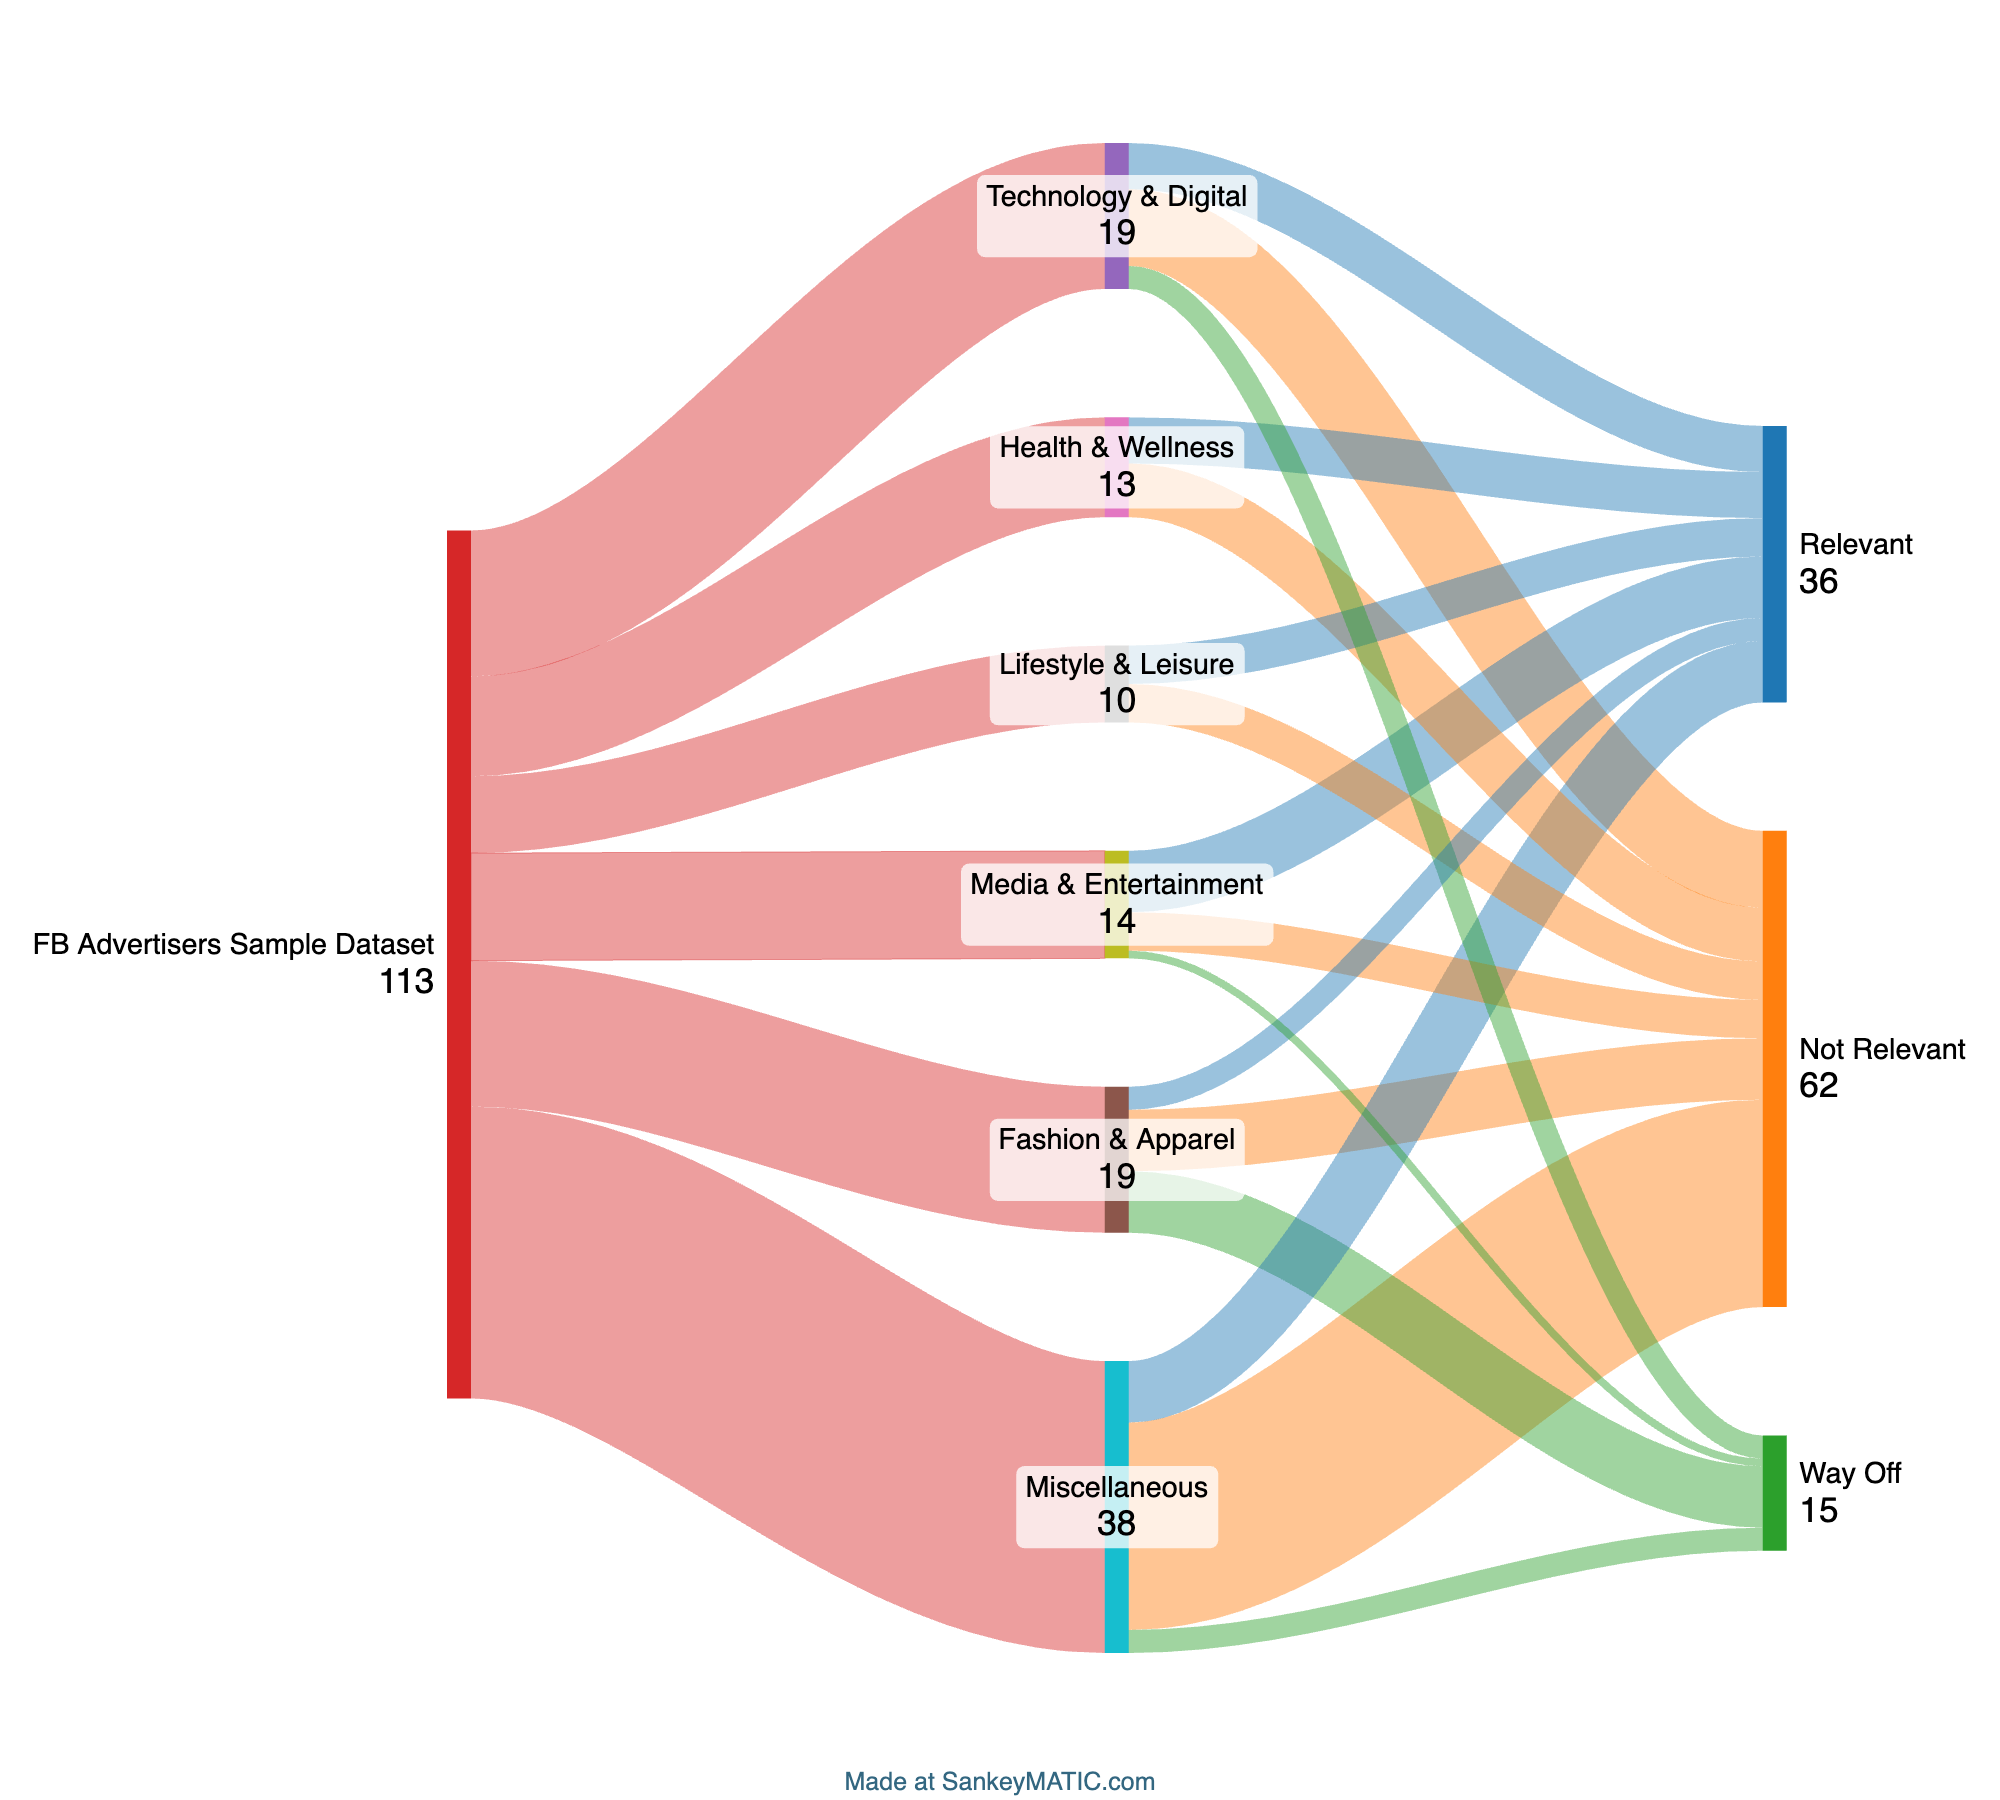 Technology & Digital
19
Health & Wellness
13
Relevant
36
Lifestyle & Leisure
10
Media & Entertainment
14
FB Advertisers Sample Dataset
113
Not Relevant
62
Fashion & Apparel
19
Way Off
15
Miscellaneous
38
Made at SankeyMATIC.com